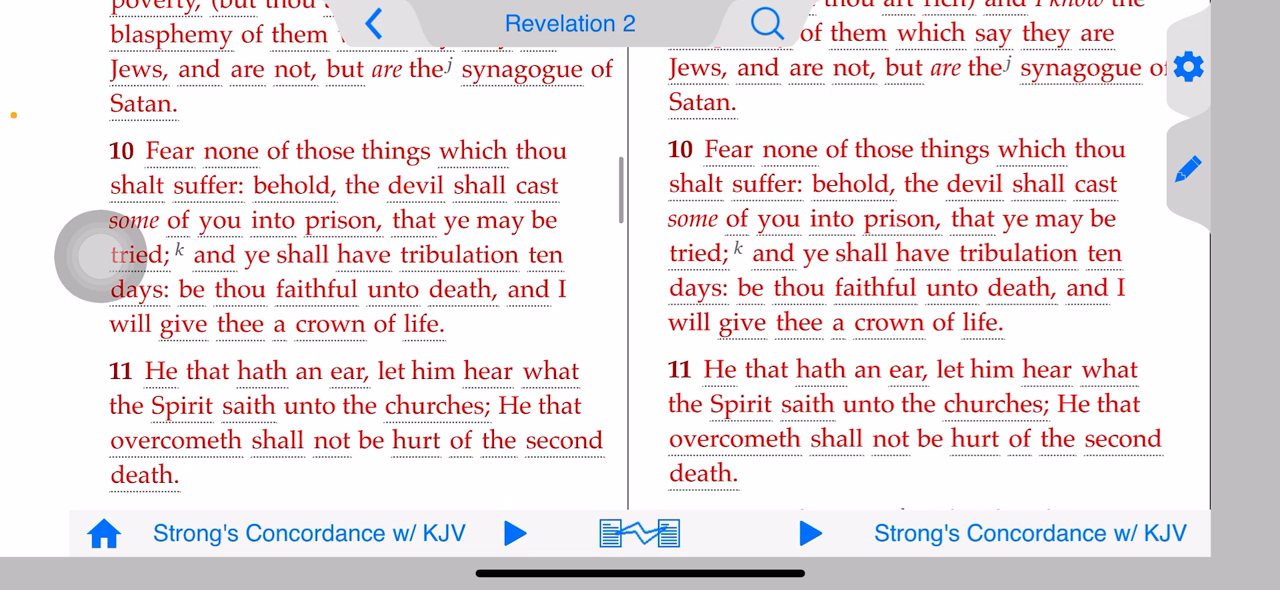 Revelation 2
blasphemy of them
Jews, and are not, but are the j synagogue of
Satan.
10 Fear none of those things which thou
shalt suffer: behold, the devil shall cast
some of you into prison, that ye may be
tried; k and ye shall have tribulation ten
days: be thou faithful unto death, and I
will give thee a crown of life.
11 He that hath an ear, let him hear what
the Spirit saith unto the churches; He that
overcometh shall not be hurt of the second
death.
thou art rich) and I know the
of them which say they are
Jews, and are not, but are the j synagogue of
Satan.
10 Fear none of those things which thou
shalt suffer: behold, the devil shall cast
some of you into prison, that ye may be
tried; k and ye shall have tribulation ten
days: be thou faithful unto death, and I
will give thee a crown of life.
11 He that hath an ear, let him hear what
the Spirit saith unto the churches; He that
overcometh shall not be hurt of the second
death.
Strong's Concordance w/ KJV
Strong's Concordance w/ KJV